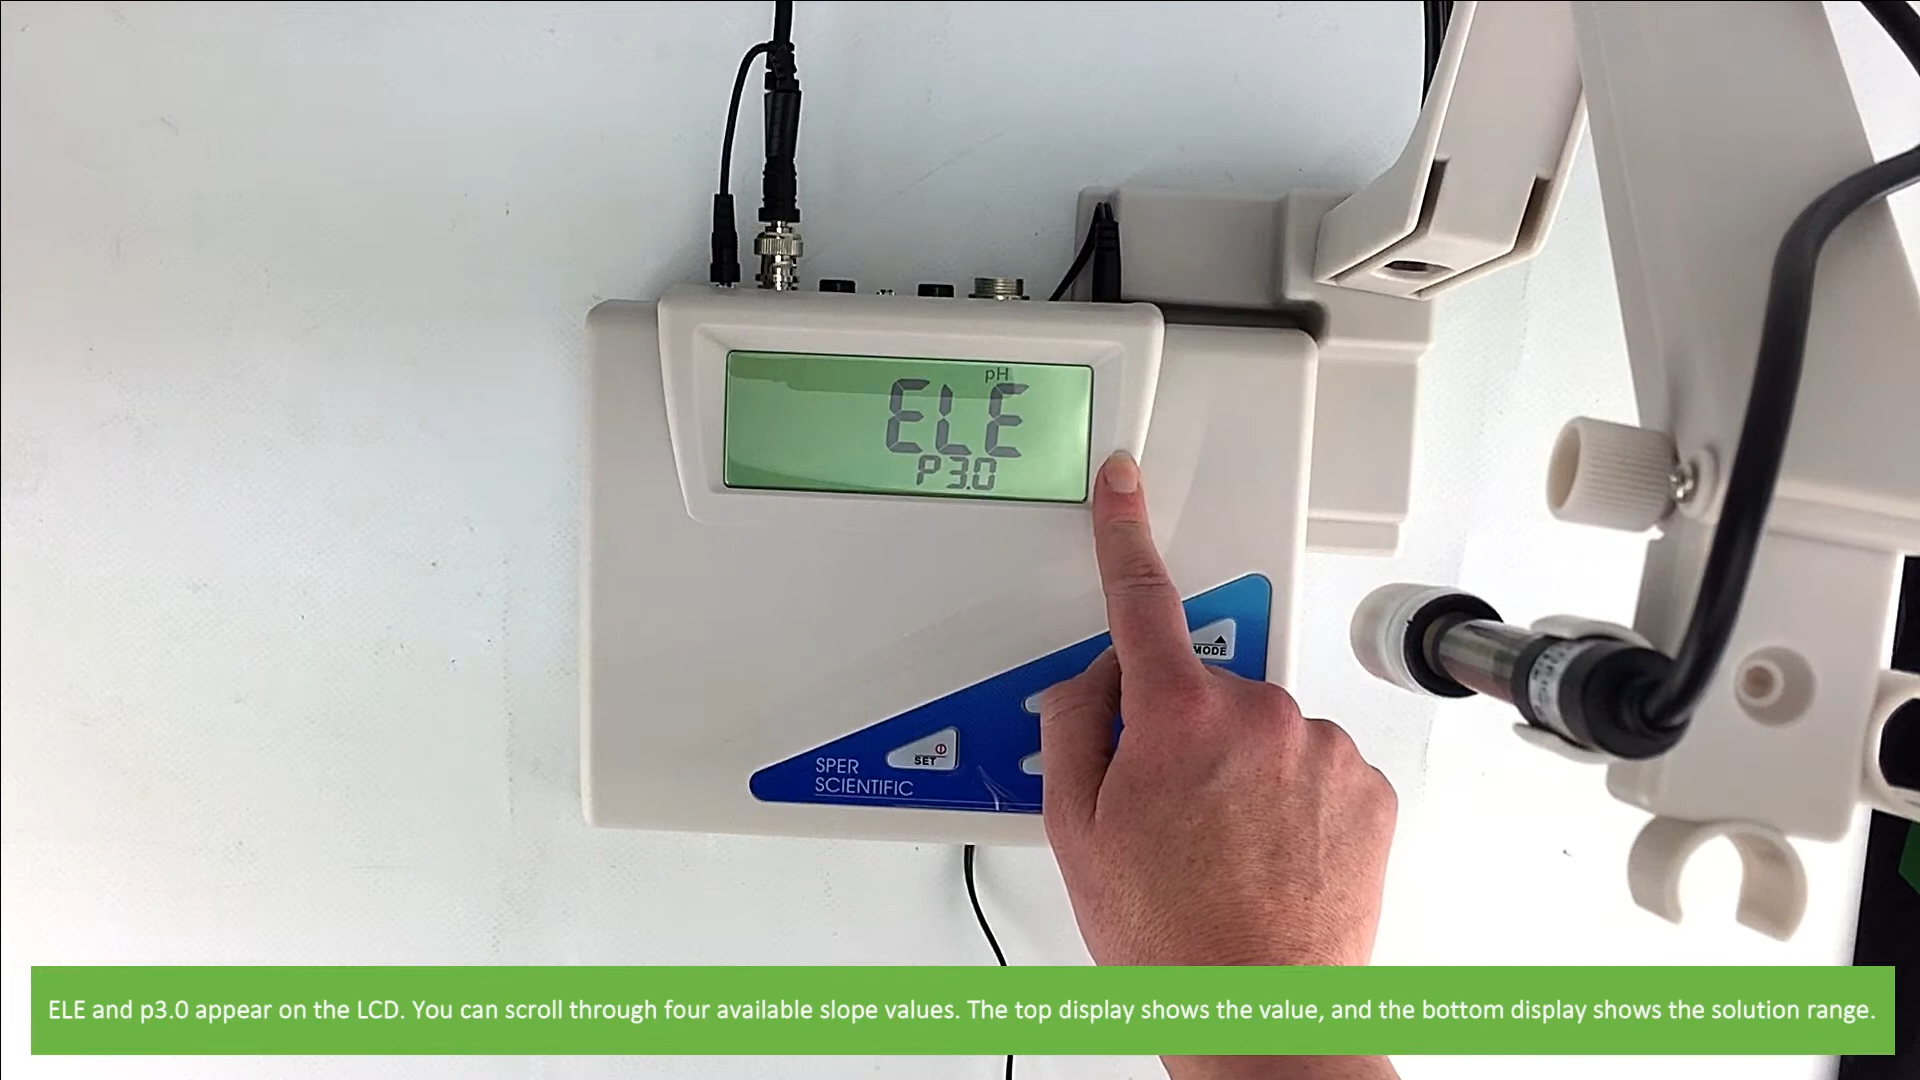 pH
ELE
P3.0
MODE
SET
SPER
SCIENTIFIC
ELE and p3.0 appear on the LCD. You can scroll through four available slope values. The top display shows the value, and the bottom display shows the solution range.